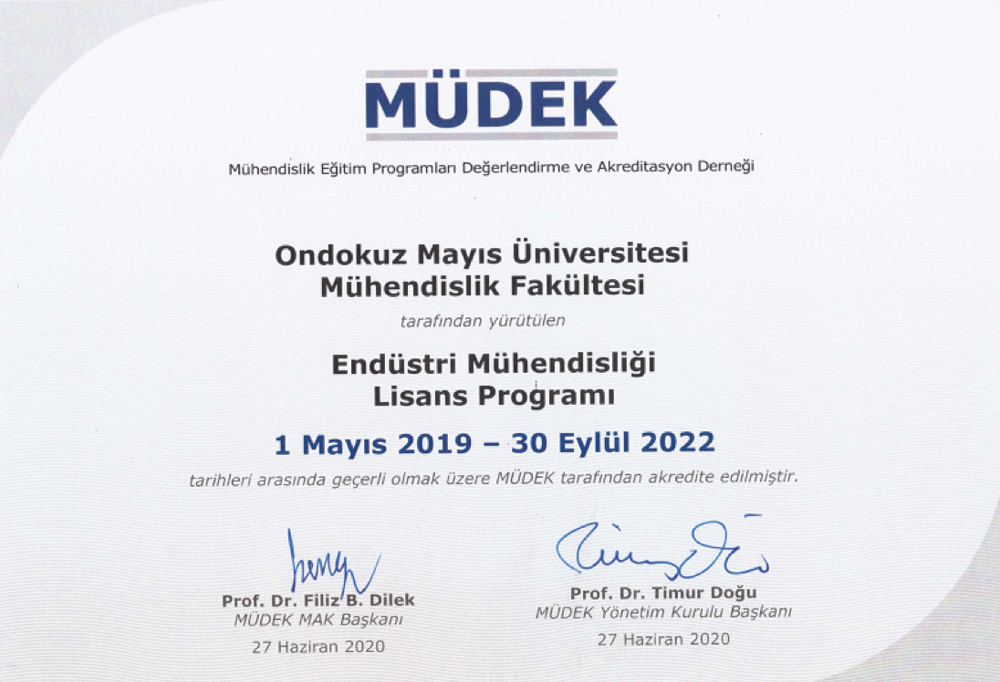 MÜDEK
Mühendislik Eğitim Programları Değerlendirme ve Akreditasyon Derneği
Ondokuz Mayıs Üniversitesi
Mühendislik Fakültesi
tarafından yürütülen
Endüstri Mühendisliği
Lisans Programı
1 Mayıs 2019 – 30 Eylül 2022
tarihleri arasında geçerli olmak üzere MÜDEK tarafından akredite edilmiştir.
Prof. Dr. Filiz B. Dilek
MÜDEK MAK Başkanı
27 Haziran 2020
Prof. Dr. Timur Doğu
MÜDEK Yönetim Kurulu Başkanı
27 Haziran 2020